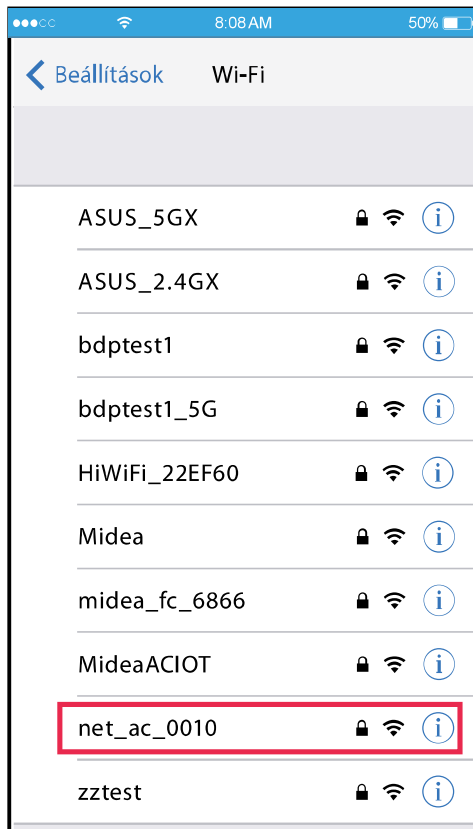 8:08 AM 50%
Beállítások Wi-Fi
ASUS_5GX
ASUS_2.4GX
bdptest1
bdptest1_5G
HiWiFi_22EF60
Midea
midea_fc_6866
MideaACIOT
net_ac_0010
zztest